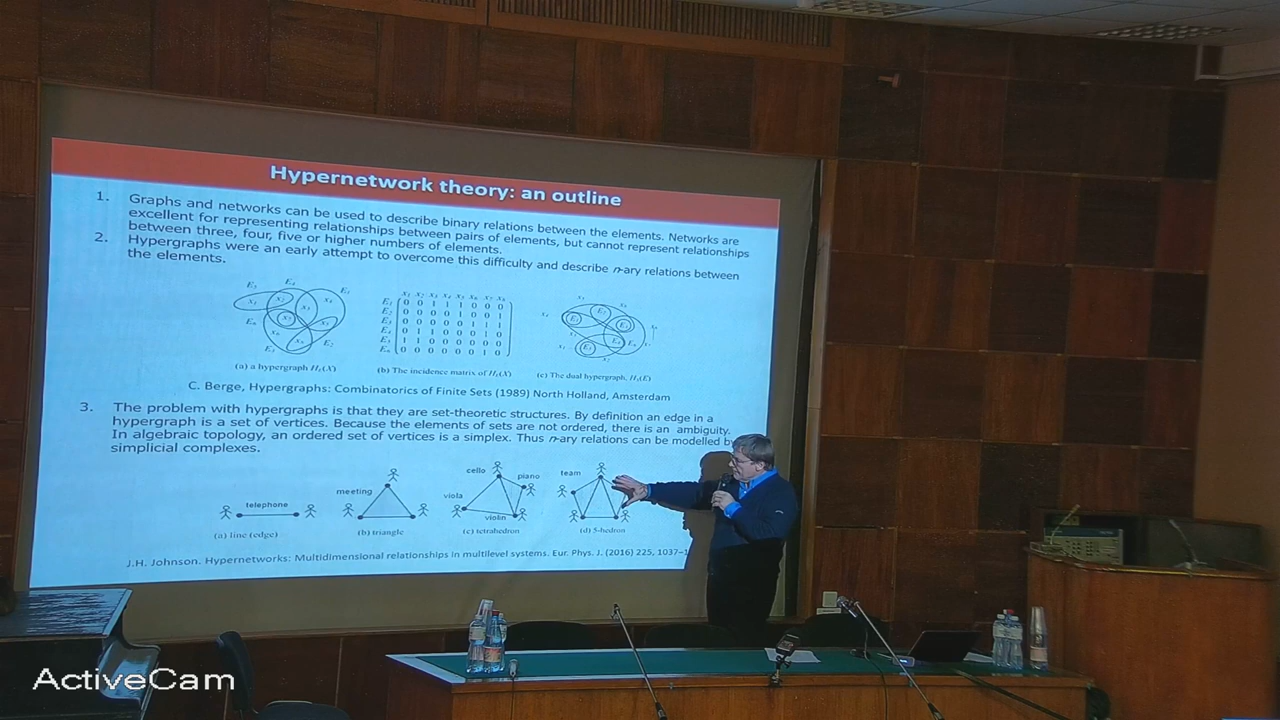 Hypernetwork theory: an outline
1. Graphs and networks can be used to describe binary relations between the elements. Networks are
excellent for representing relationships between pairs of elements, but cannot represent relationships
between three, four, five or higher numbers of elements.
2. Hypergraphs were an early attempt to overcome this difficulty and describe n-ary relations between
the elements.
(a) a hypergraph
(b) The incidence matrix of
(c) The dual hypergraph,
C. Berge, Hypergraphs: Combinatorics of Finite Sets (1989) North Holland, Amsterdam
3. The problem with hypergraphs is that they are set-theoretic structures. By definition an edge in a
hypergraph is a set of vertices. Because the elements of sets are not ordered, there is an ambiguity.
In algebraic topology, an ordered set of vertices is a simplex. Thus n-ary relations can be modelled by
simplicial complexes.
telephone
(a) line (edge)
meeting
(b) triangle
cello
piano
viola
violin
(c) tetrahedron
team
(d) 5-hedron
J.H. Johnson. Hypernetworks: Multidimensional relationships in multilevel systems. Eur. Phys. J. (2016) 225, 1037–1
ActiveCam